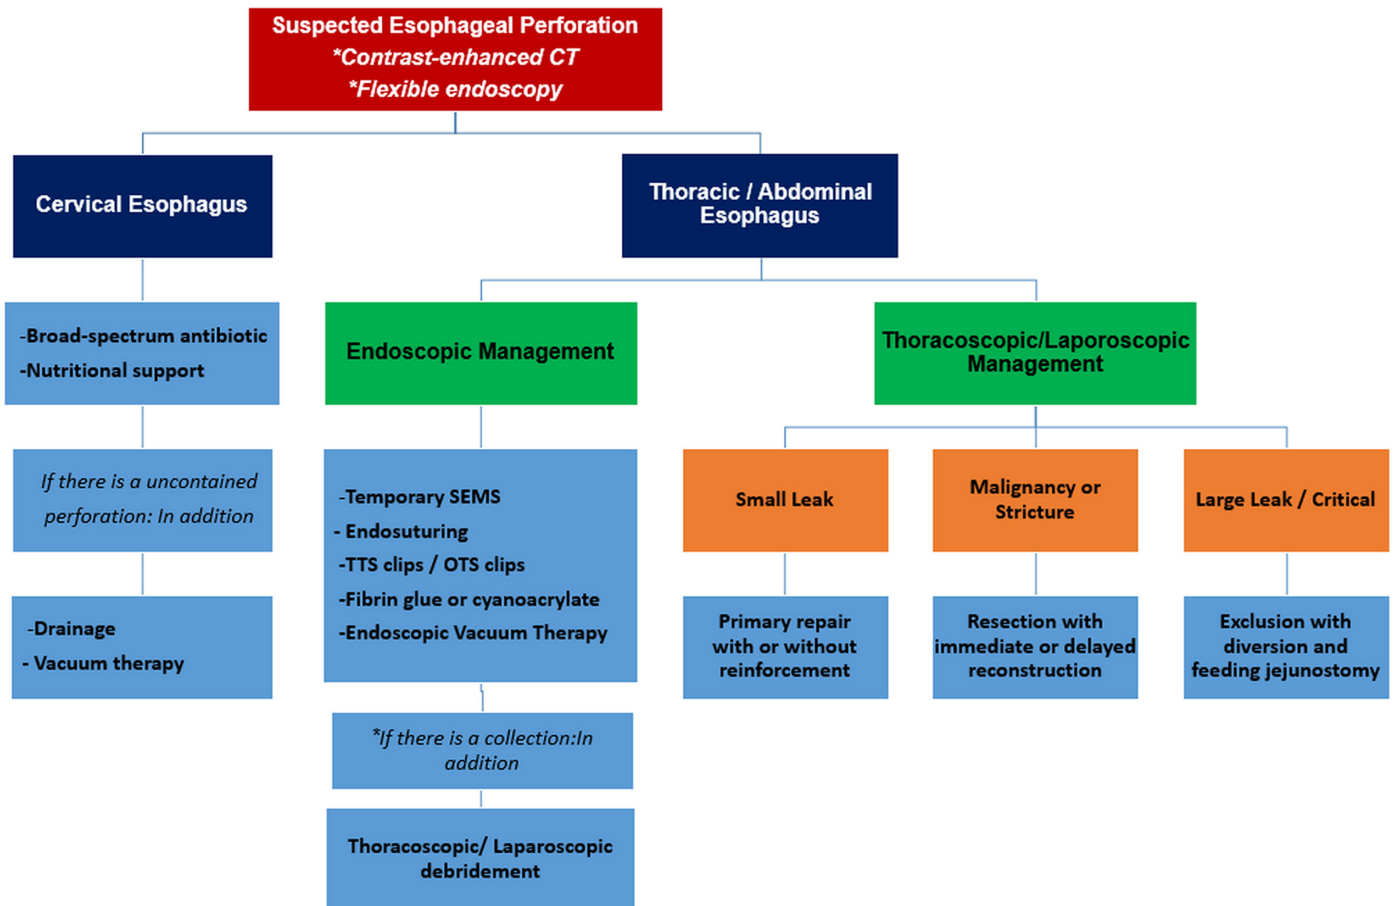 Suspected Esophageal Perforation
*Contrast-enhanced CT
*Flexible endoscopy
Cervical Esophagus
Thoracic / Abdominal
Esophagus
-Broad-spectrum antibiotic
-Nutritional support
Endoscopic Management
Thoracoscopic/Laporoscopic
Management
If there is a uncontained
perforation: In addition
-Temporary SEMS
- Endosuturing
-TTS clips / OTS clips
-Fibrin glue or cyanoacrylate
-Endoscopic Vacuum Therapy
Small Leak
Malignancy or
Stricture
Large Leak / Critical
-Drainage
- Vacuum therapy
Primary repair
with or without
reinforcement
Resection with
immediate or delayed
reconstruction
Exclusion with
diversion and
feeding jejunostomy
*If there is a collection:In
addition
Thoracoscopic/ Laparoscopic
debridement